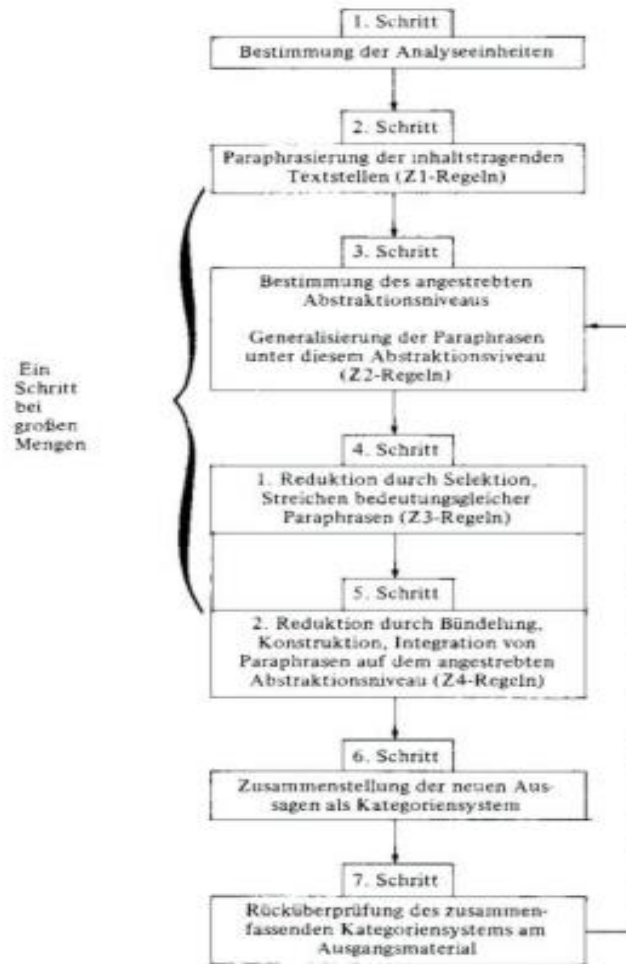 1. Schritt
Bestimmung der Analyseeinheiten
2. Schritt
Paraphrasierung der inhaltstragenden
Textstellen (Z1-Regeln)
3. Schritt
Bestimmung des angestrebten
Abstraktionsniveaus
Generalisierung der Paraphrasen
unter diesem Abstraktionsviveau
(Z2-Regeln)
Ein
Schritt
bei
großen
Mengen
4. Schritt
1. Reduktion durch Selektion,
Streichen bedeutungsgleicher
Paraphrasen (Z3-Regeln)
5. Schritt
2. Reduktion durch Bündelung,
Konstruktion, Integration von
Paraphrasen auf dem angestrebten
Abstraktionsniveau (Z4-Regeln)
6. Schritt
Zusammenstellung der neuen Aus-
sagen als Kategoriensystem
7. Schritt
Rücküberprüfung des zusammen-
fassenden Kategoriensystems am
Ausgangsmaterial